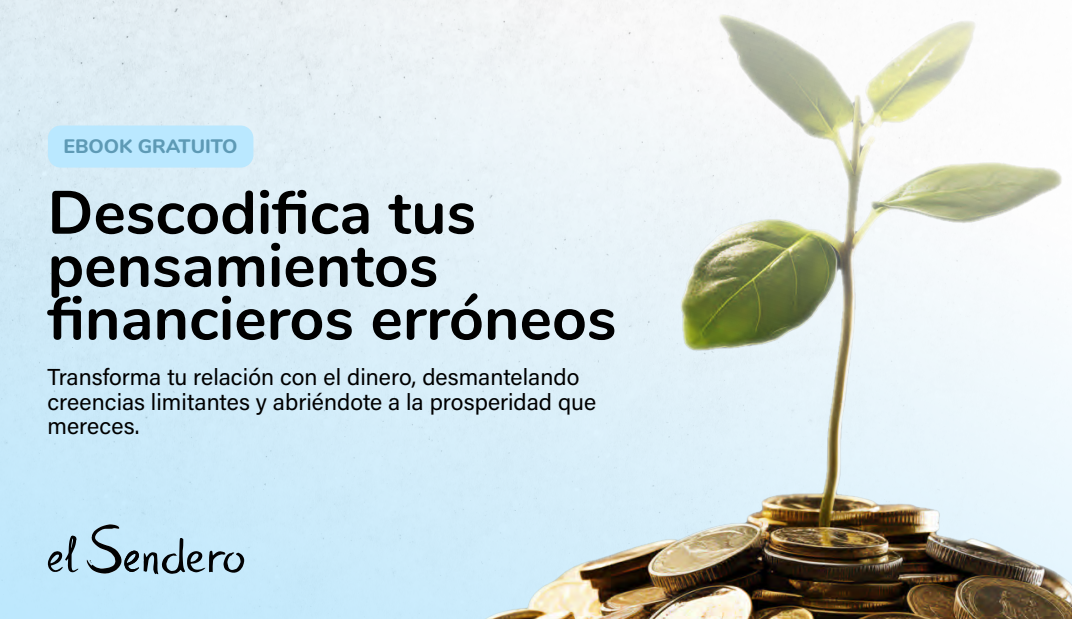 EBOOK GRATUITO
Descodifica tus
pensamientos
financieros erróneos
Transforma tu relación con el dinero, desmantelando
creencias limitantes y abriéndote a la prosperidad que
mereces.
el Sendero